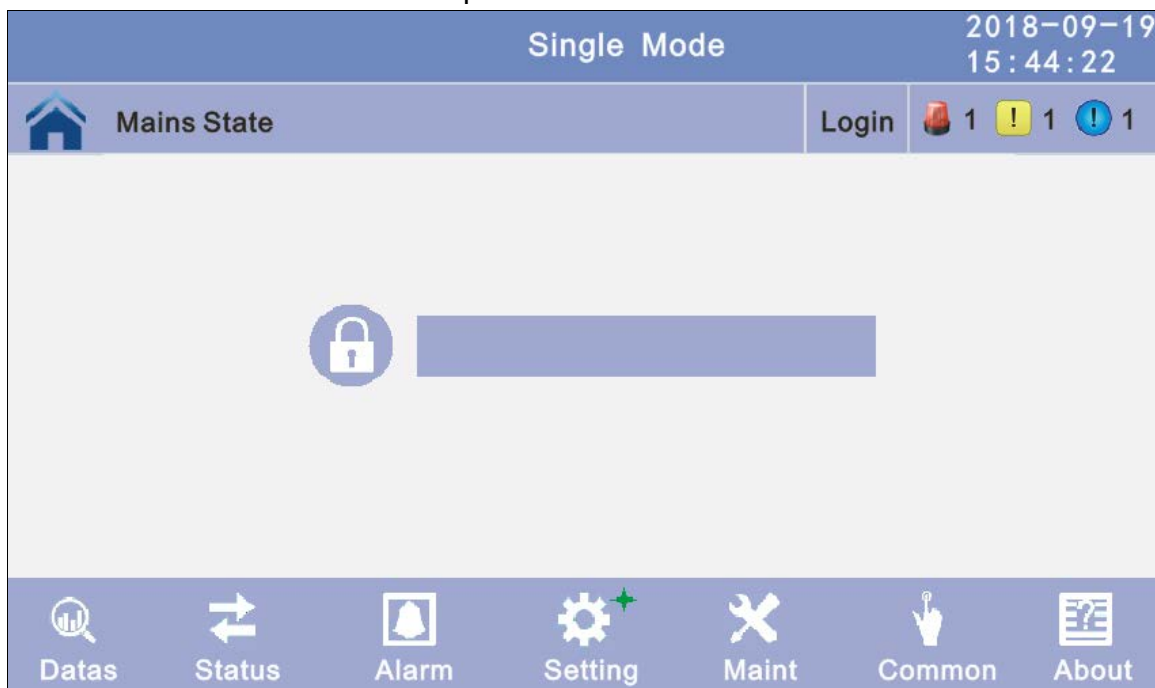 Single Mode
2018-09-19
15:44:22
Mains State
Login
1
1
1
Datas
Status
Alarm
Setting
Maint
Common
About